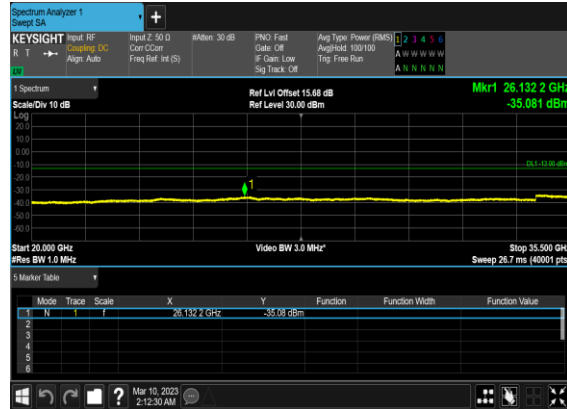 Spectrum Analyzer 1
Swept SA
+
KEYSIGHT Input: RF Input Z: 50 Ω #Atten: 30 dB PNO: Fast Avg Type: Power (RMS) 1 2 3 4 5 6
R T Coupling: DC Corr CCorr Gate: Off Avg|Hold: 100/100 A W W W W W
Align: Auto Freq Ref: Int (S) IF Gain: Low Trig: Free Run
Sig Track: Off A N N N N N
1 Spectrum Ref Lvl Offset 15.68 dB Mkr1 26.132 2 GHz
Scale/Div 10 dB Ref Level 30.00 dBm -35.081 dBm
Log
20.0
10.0
0.00
-10.0
DL1 -13.00 dBm
-20.0
-30.0
1
-40.0
-50.0
-60.0
Start 20.000 GHz Video BW 3.0 MHz* Stop 35.500 GHz
#Res BW 1.0 MHz Sweep 26.7 ms (40001 pts)
5 Marker Table
Mode Trace Scale X Y Function Function Width Function Value
1 N 1 f 26.132 2 GHz -35.08 dBm
2
3
4
5
6
? Mar 10, 2023
2:12:30 AM